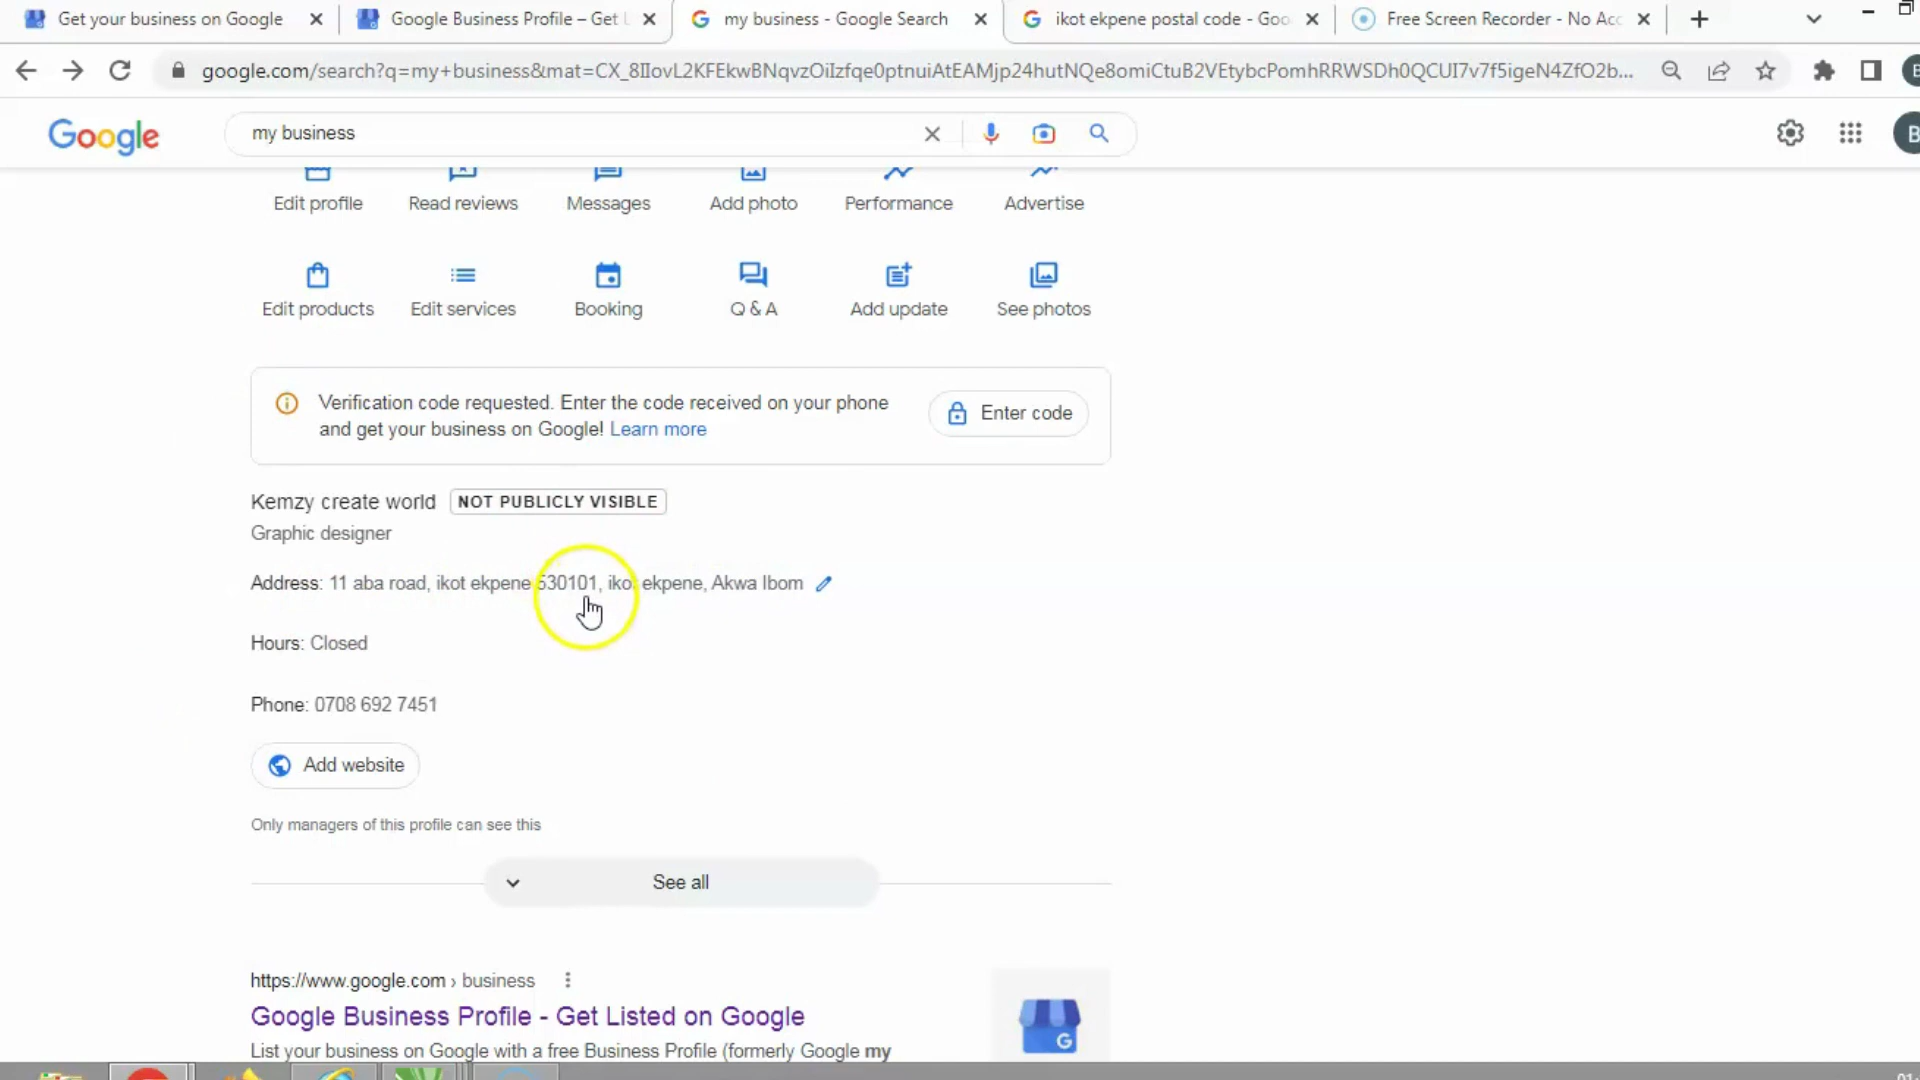 Get your business on Google
Google Business Profile – Get L
my business - Google Search
ikot ekpene postal code - Goo
Free Screen Recorder - No Acc
google.com/search?q=my+business&mat=CX_8IIovL2KFEkwBNqvzOiIzfqe0ptnuiAtEAMjp24hutNQe8omiCtuB2VEtybcPomhRRWSDh0QCUI7v7f5igeN4ZfO2b...
Google
my business
B
Edit profile
Read reviews
Messages
Add photo
Performance
Advertise
Edit products
Edit services
Booking
Q & A
Add update
See photos
Verification code requested. Enter the code received on your phone
and get your business on Google! Learn more
Enter code
Kemzy create world NOT PUBLICLY VISIBLE
Graphic designer
Address: 11 aba road, ikot ekpene 530101, ikot ekpene, Akwa Ibom
Hours: Closed
Phone: 0708 692 7451
Add website
Only managers of this profile can see this
See all
https://www.google.com › business
Google Business Profile - Get Listed on Google
List your business on Google with a free Business Profile (formerly Google my